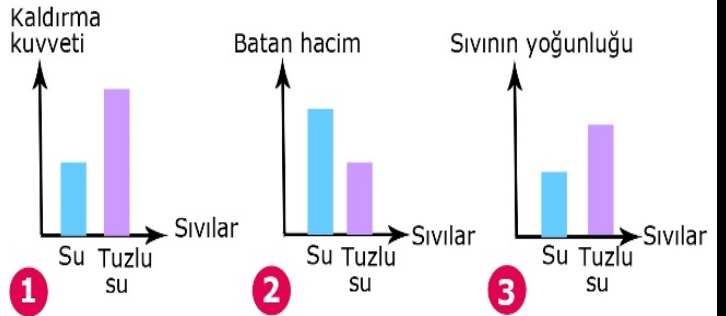 Kaldırma
kuvveti
Su Tuzlu
su
Sıvılar
1
Batan hacim
Su Tuzlu
su
Sıvılar
2
Sıvının yoğunluğu
Su Tuzlu
su
Sıvılar
3